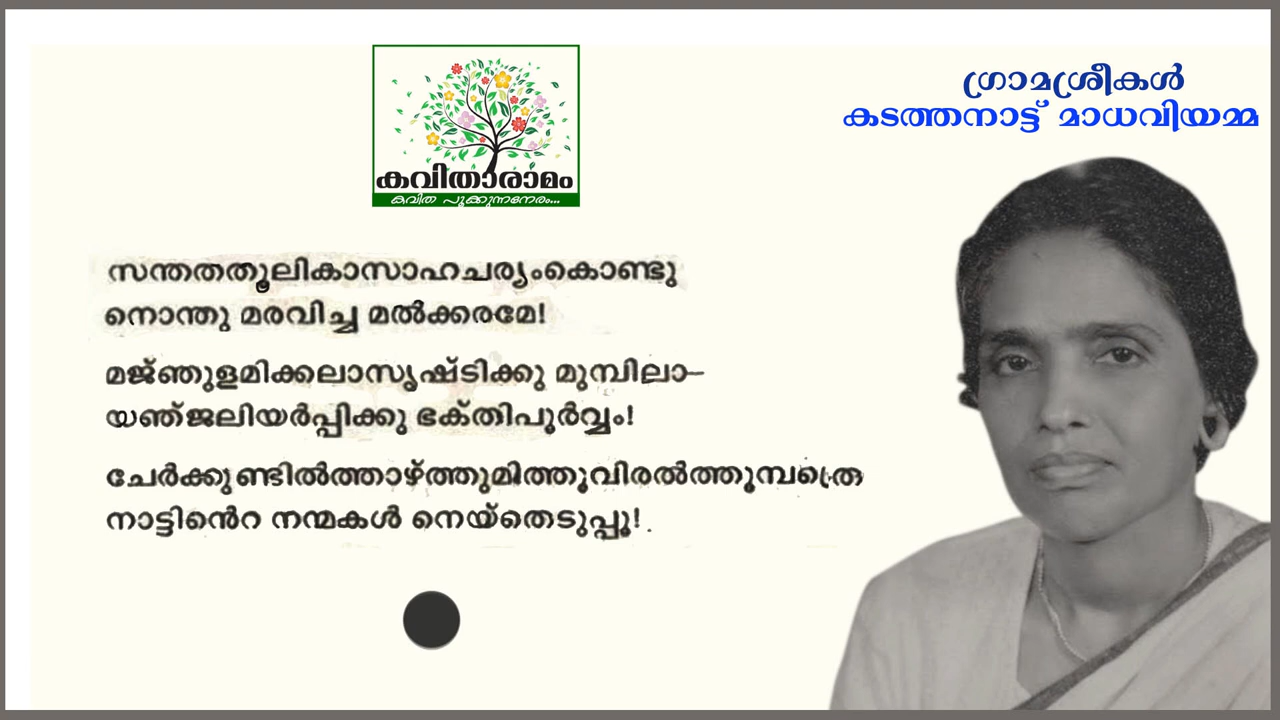 ഗ്രാമശ്രീകൾ
കടത്തനാട്ട് മാധവിയമ്മ
കവിതാരാമം
കവിത പൂക്കുന്നനേരം...
സന്തതതൂലികാസാഹചര്യംകൊണ്ടു
നൊന്തു മരവിച്ച മൽക്കരമേ!
മജ്ഞുളമിക്കലാസൃഷ്ടിക്കു മുമ്പിലാ—
യഞ്ജലിയർപ്പിക്കു ഭക്തിപൂർവ്വം!
ചേർക്കുണ്ടിൽത്താഴ്ത്തുമിത്തൂവിരൽത്തുമ്പത്രെ
നാട്ടിൻെറ നന്മകൾ നെയ്തെടുപ്പൂ!.